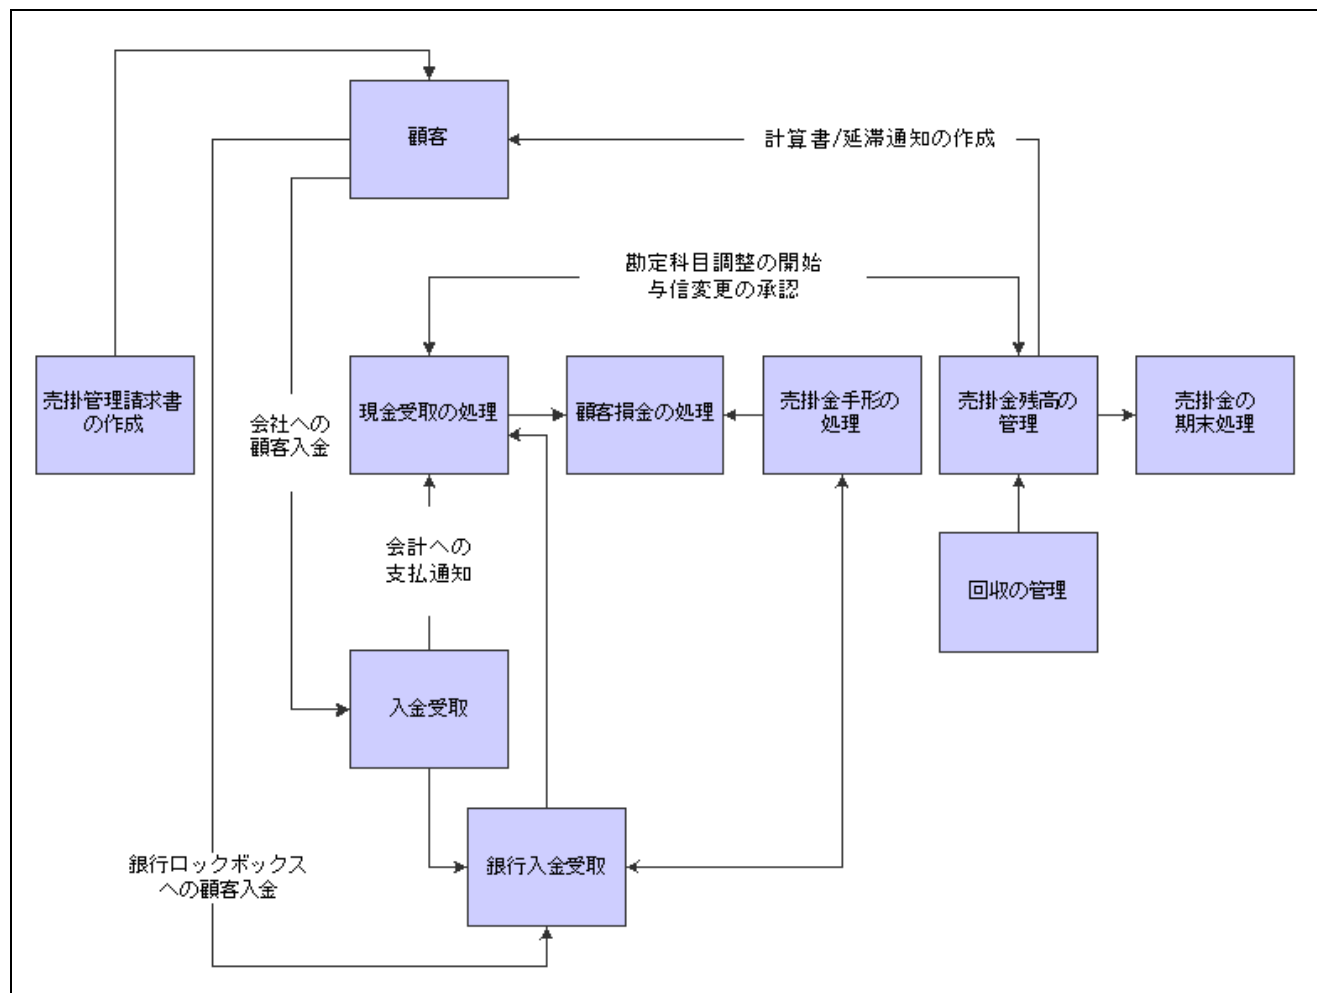 顧客
計算書/延滞通知の作成
勘定科目調整の開始
与信変更の承認
売掛管理請求書
の作成
会社への
顧客入金
現金受取の処理
顧客損金の処理
売掛金手形の
処理
売掛金残高の
管理
売掛金の
期末処理
会計への
支払通知
回収の管理
入金受取
銀行ロックボックス
への顧客入金
銀行入金受取